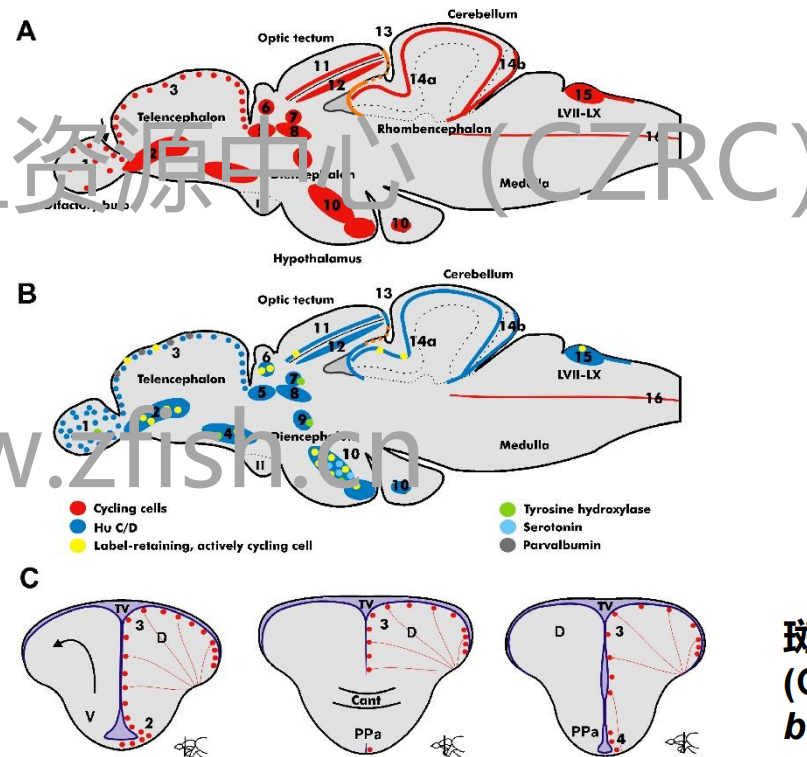 A
Cerebellum
13
Optic tectum
11
12
14a
14b
3
Telencephalon
6
7
8
15
LVII-LX
Rhombencephalon
1
2
16
资源中心 (CZRC)
Diencephalon
Medulla
Olfactory bulb
10
10
Hypothalamus
B
Cerebellum
13
Optic tectum
11
12
14a
14b
3
6
7
8
5
Telencephalon
15
LVII-LX
1
2
16
9
4
Diencephalon
w.zfish.cn
Medulla
II
10
10
Cycling cells
Hu C/D
Label-retaining, actively cycling cell
Tyrosine hydroxylase
Serotonin
Parvalbumin
C
TV
3
D
V
2
TV
3
D
Cant
PPa
TV
D
3
PPa
4
斑
(C
b